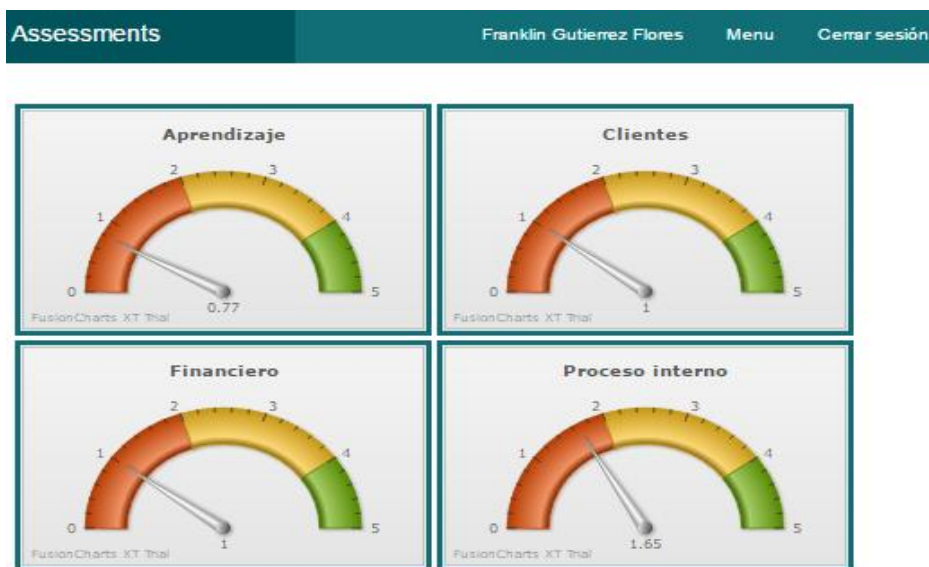 Assessments Franklin Gutierrez Flores Menu Cerrar sesión
Aprendizaje
0 1 2 3 4 5
0.77
FusionCharts XT Trial
Clientes
0 1 2 3 4 5
1
FusionCharts XT Trial
Financiero
0 1 2 3 4 5
1
FusionCharts XT Trial
Proceso interno
0 1 2 3 4 5
1.65
FusionCharts XT Trial